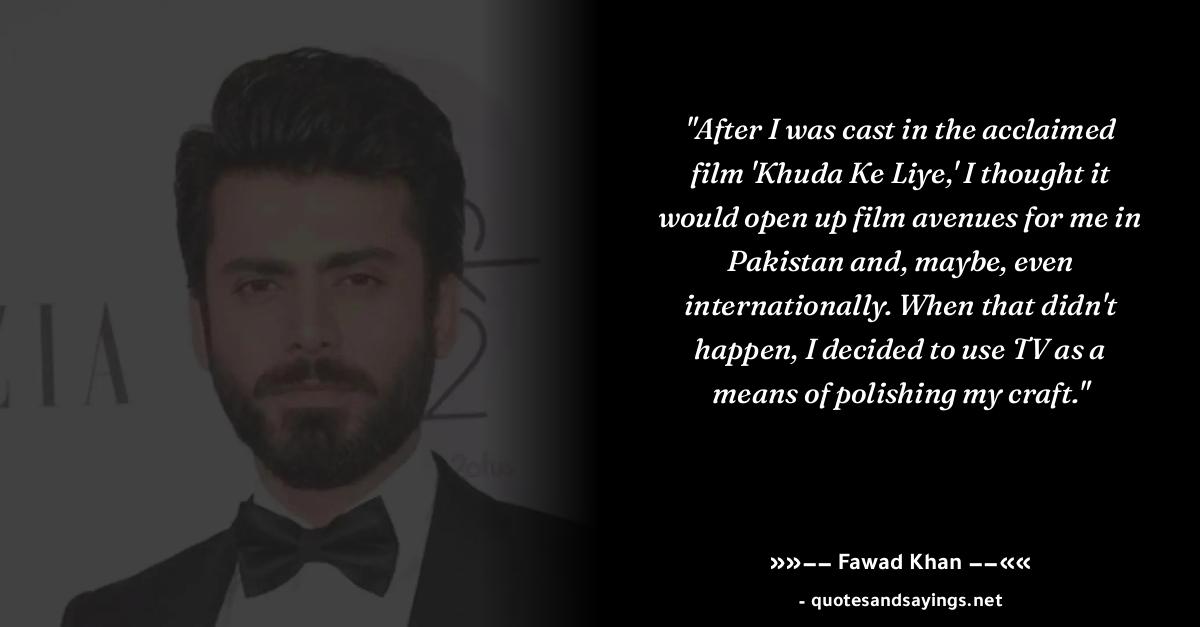 ZIA
"After I was cast in the acclaimed
film 'Khuda Ke Liye,' I thought it
would open up film avenues for me in
Pakistan and, maybe, even
internationally. When that didn't
happen, I decided to use TV as a
means of polishing my craft."
»»−− Fawad Khan −−««
- quotesandsayings.net